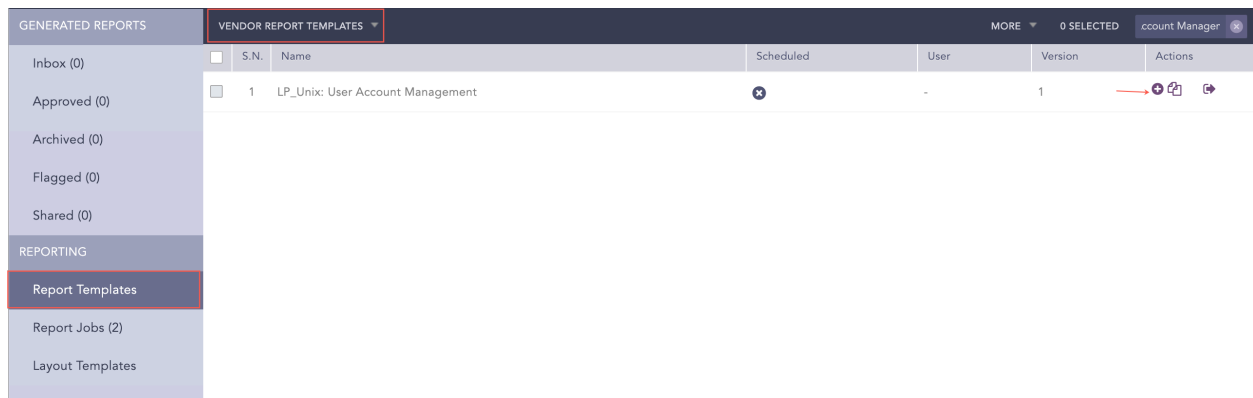 GENERATED REPORTS
VENDOR REPORT TEMPLATES
MORE
0 SELECTED
ccount Manager
S.N.
Name
Scheduled
User
Version
Actions
Inbox (0)
1
LP_Unix: User Account Management
-
1
Approved (0)
Archived (0)
Flagged (0)
Shared (0)
REPORTING
Report Templates
Report Jobs (2)
Layout Templates